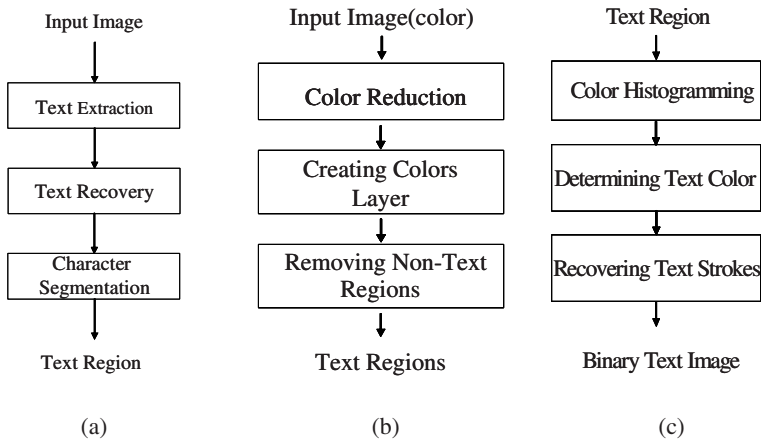 Input Image
Text Extraction
Text Recovery
Character
Segmentation
Text Region
(a)
Input Image(color)
Color Reduction
Creating Colors
Layer
Removing Non-Text
Regions
Text Regions
(b)
Text Region
Color Histogramming
Determining Text Color
Recovering Text Strokes
Binary Text Image
(c)